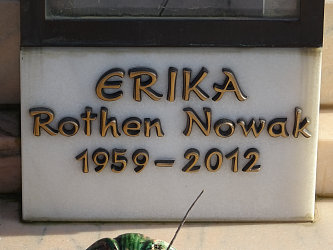 ERIKA
Rothen Nowak
1959 – 2012